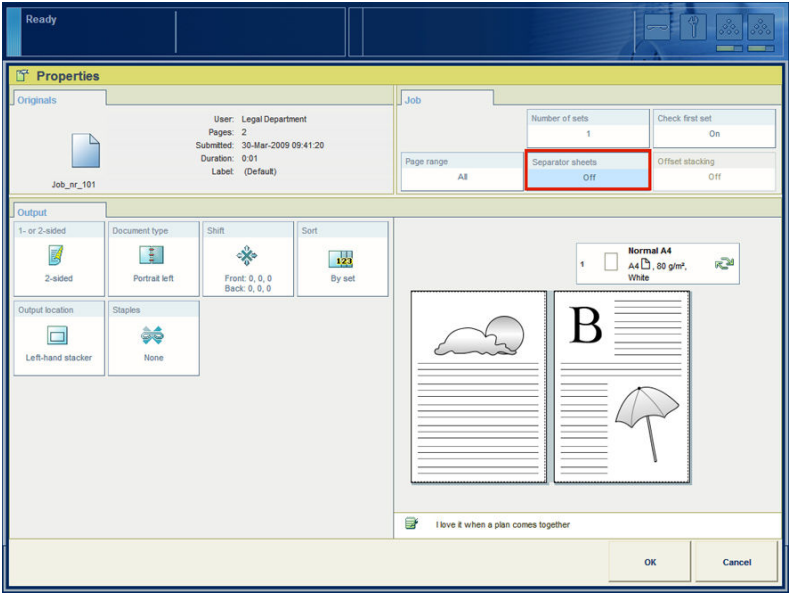 Ready
Properties
Originals
User: Legal Department
Pages: 2
Submitted: 30-Mar-2009 09:41:20
Duration: 0:01
Label: (Default)
Job_nr_101
Job
Number of sets
1
Check first set
On
Page range
All
Separator sheets
Off
Offset stacking
Off
Output
1- or 2-sided
2-sided
Document type
Portrait left
Shift
Front: 0, 0, 0
Back: 0, 0, 0
Sort
123
By set
Output location
Left-hand stacker
Staples
None
1
Normal A4
A4 , 80 g/m²,
White
B
I love it when a plan comes together
OK
Cancel